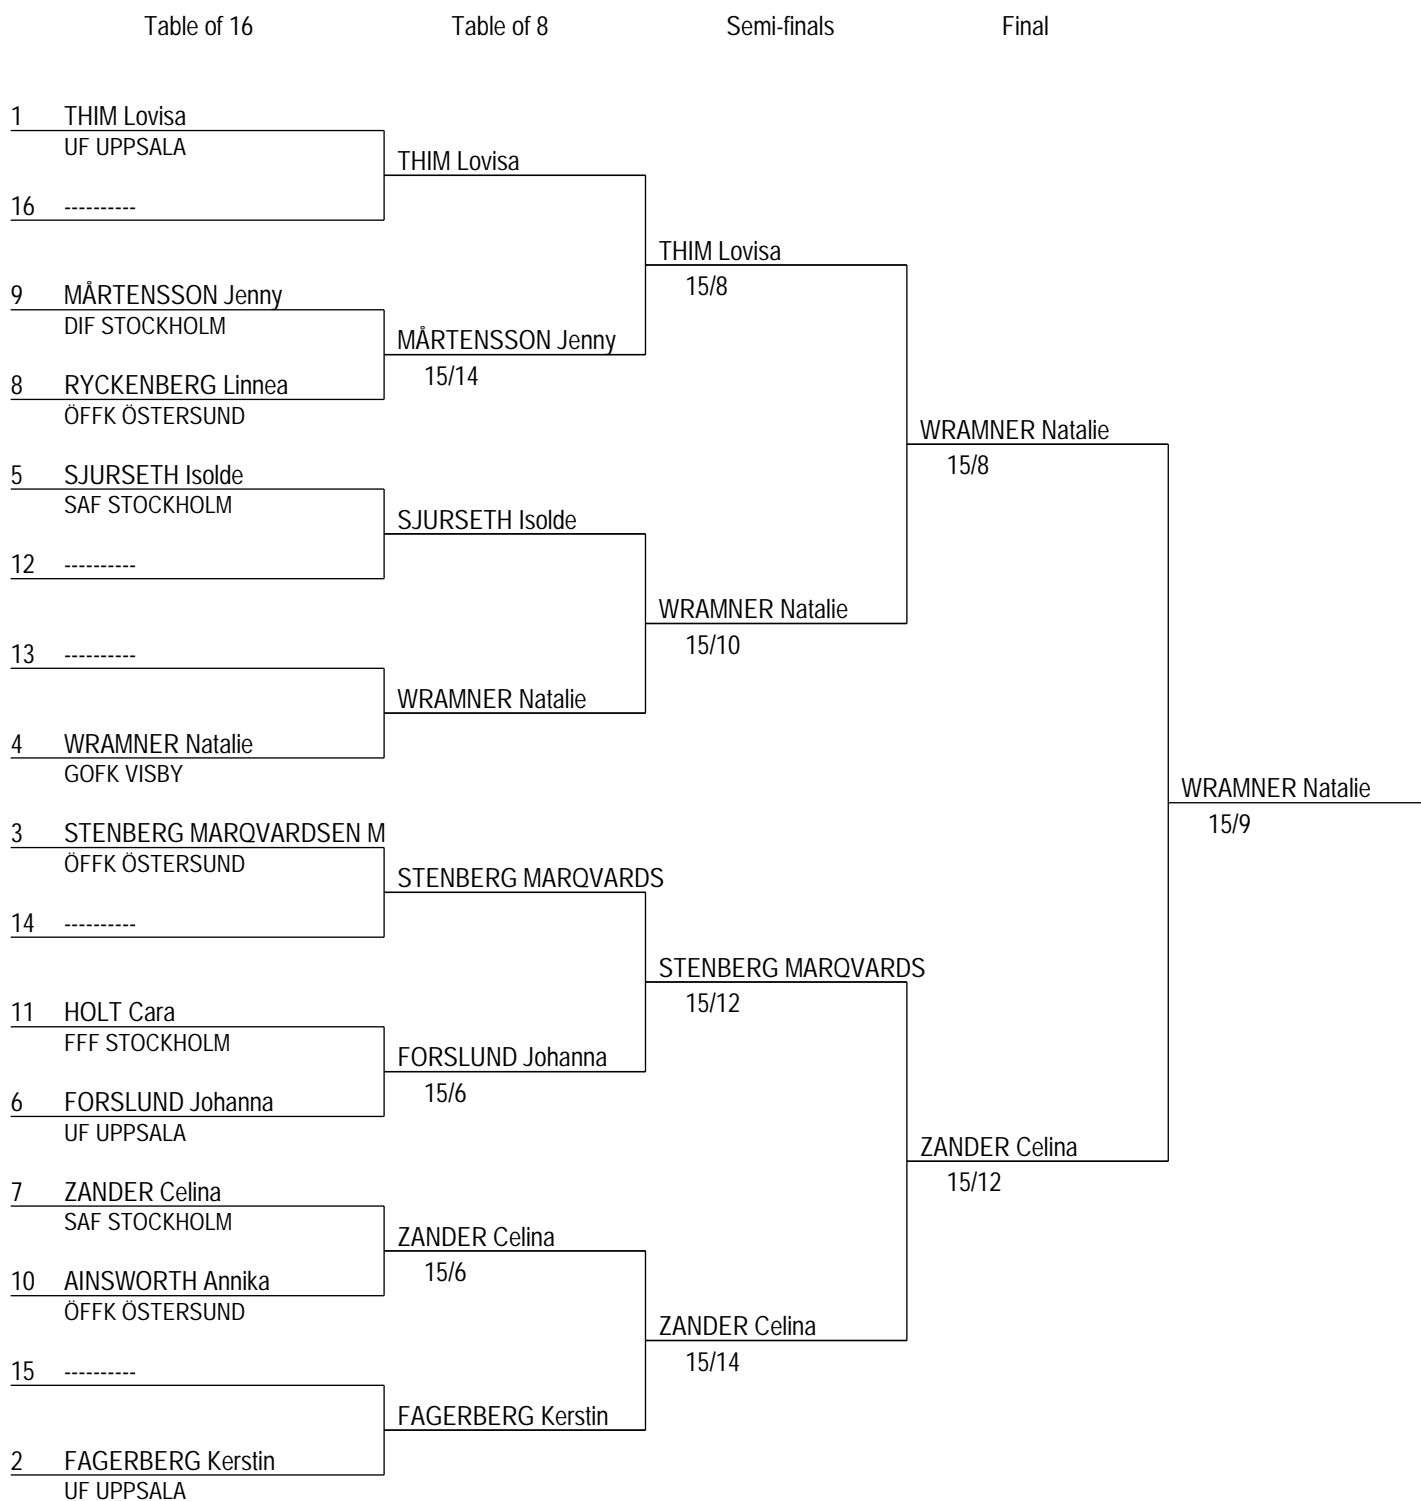 Table of 16 Table of 8 Semi-finals Final
1 THIM Lovisa
UF UPPSALA
THIM Lovisa
16 ----------
THIM Lovisa
15/8
9 MÅRTENSSON Jenny
DIF STOCKHOLM
MÅRTENSSON Jenny
15/14
8 RYCKENBERG Linnea
ÖFFK ÖSTERSUND
WRAMNER Natalie
15/8
5 SJURSETH Isolde
SAF STOCKHOLM
SJURSETH Isolde
12 ----------
WRAMNER Natalie
15/10
13 ----------
WRAMNER Natalie
4 WRAMNER Natalie
GOFK VISBY
WRAMNER Natalie
15/9
3 STENBERG MARQVARDSEN M
ÖFFK ÖSTERSUND
STENBERG MARQVARDS
14 ----------
STENBERG MARQVARDS
15/12
11 HOLT Cara
FFF STOCKHOLM
FORSLUND Johanna
15/6
6 FORSLUND Johanna
UF UPPSALA
ZANDER Celina
15/12
7 ZANDER Celina
SAF STOCKHOLM
ZANDER Celina
15/6
10 AINSWORTH Annika
ÖFFK ÖSTERSUND
ZANDER Celina
15/14
15 ----------
FAGERBERG Kerstin
2 FAGERBERG Kerstin
UF UPPSALA